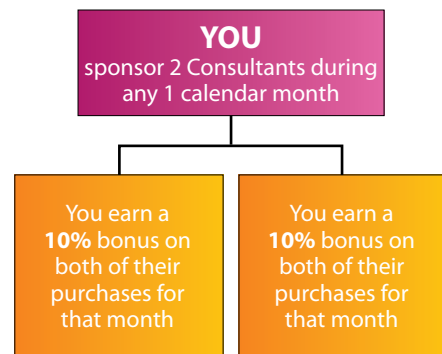 YOU
sponsor 2 Consultants during
any 1 calendar month
You earn a
10% bonus on
both of their
purchases for
that month
You earn a
10% bonus on
both of their
purchases for
that month